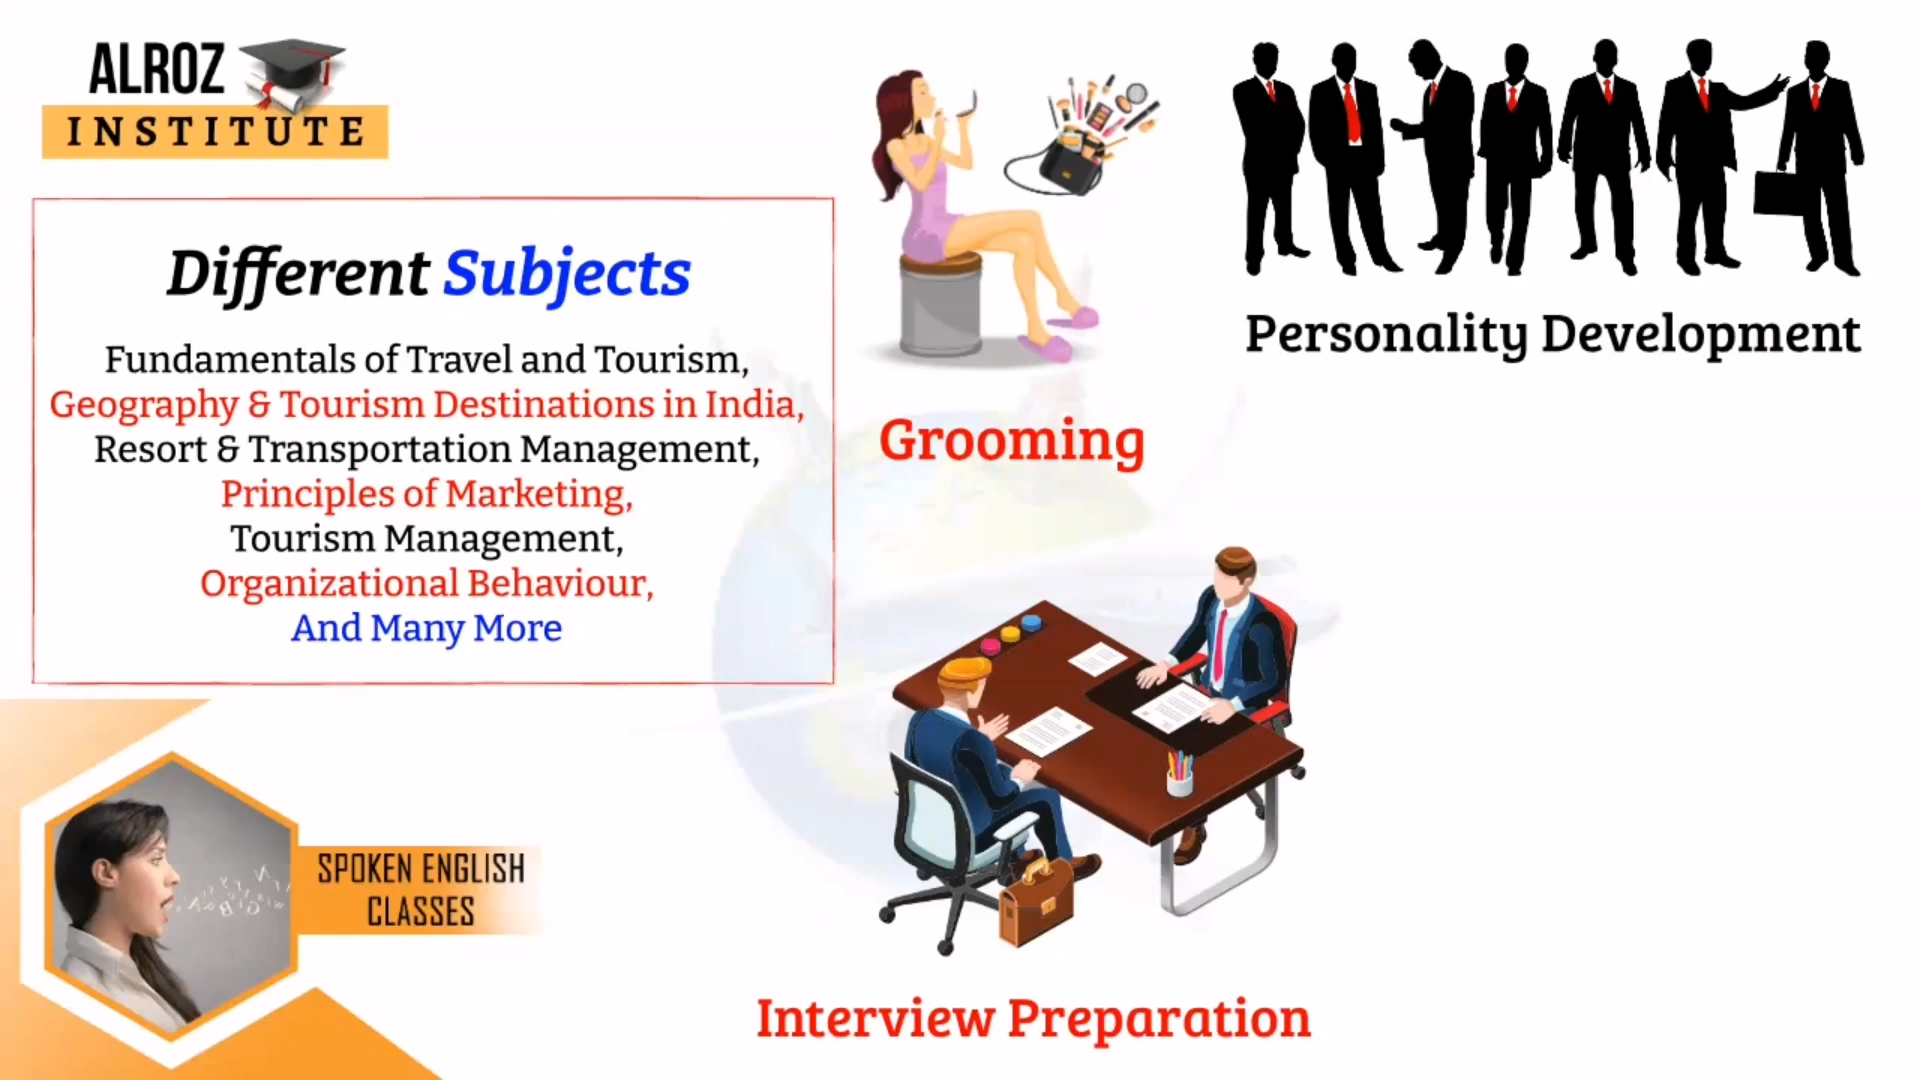 ALROZ
INSTITUTE
Different Subjects
Fundamentals of Travel and Tourism,
Geography & Tourism Destinations in India,
Resort & Transportation Management,
Principles of Marketing,
Tourism Management,
Organizational Behaviour,
And Many More
Grooming
Personality Development
SPOKEN ENGLISH
CLASSES
Interview Preparation